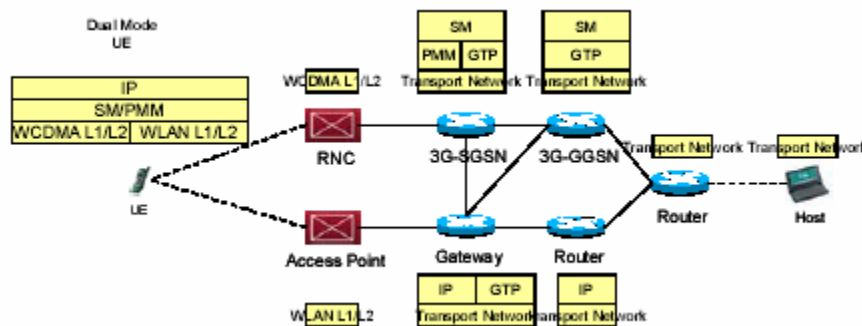 Dual Mode
UE
IP
SM/PMM
WCDMA L1/L2
WLAN L1/L2
UE
WCDMA L1/L2
RNC
SM
PMM
GTP
Transport Network
3G-SGSN
SM
GTP
Transport Network
3G-GGSN
Transport Network
Router
Transport Network
Host
Access Point
WLAN L1/L2
Gateway
IP
GTP
Transport Network
Router
IP
Transport Network